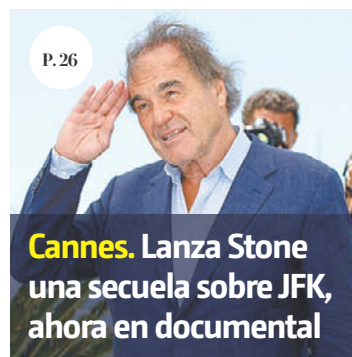 P. 26
Cannes. Lanza Stone
una secuela sobre JFK,
ahora en documental